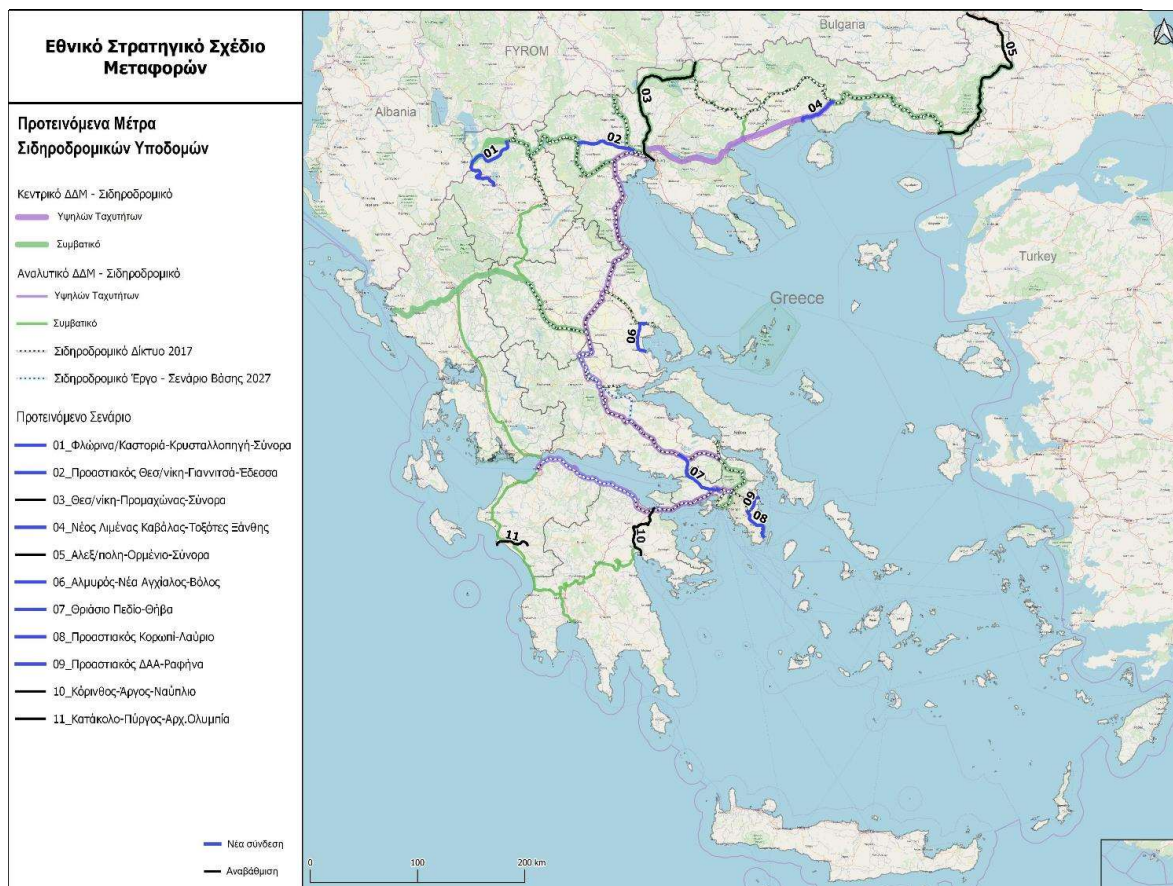 Εθνικό Στρατηγικό Σχέδιο
Μεταφορών
Προτεινόμενα Μέτρα
Σιδηροδρομικών Υποδομών
Κεντρικό ΔΔΜ - Σιδηροδρομικό
Υψηλών Ταχυτήτων
Συμβατικό
Αναλυτικό ΔΔΜ - Σιδηροδρομικό
Υψηλών Ταχυτήτων
Συμβατικό
Σιδηροδρομικό Δίκτυο 2017
Σιδηροδρομικό Έργο - Σενάριο Βάσης 2027
Προτεινόμενο Σενάριο
01_Φλώρινα/Καστοριά-Κρυσταλλοπηγή-Σύνορα
02_Προαστιακός Θεσ/νίκη-Γιαννιτσά-Έδεσσα
03_Θεσ/νίκη-Προμαχώνας-Σύνορα
04_Νέος Λιμένας Καβάλας-Τοξότες Ξάνθης
05_Αλεξ/πολη-Ορμένιο-Σύνορα
06_Αλμυρός-Νέα Αγχίαλος-Βόλος
07_Θριάσιο Πεδίο-Θήβα
08_Προαστιακός Κορωπί-Λαύριο
09_Προαστιακός ΔΑΑ-Ραφήνα
10_Κόρινθος-Άργος-Ναύπλιο
11_Κατάκολο-Πύργος-Αρχ.Ολυμπία
Νέα σύνδεση
Αναβάθμιση
FYROM
Bulgaria
Albania
Turkey
Greece
01
02
03
04
05
06
07
09
08
10
11
0 100 200 km